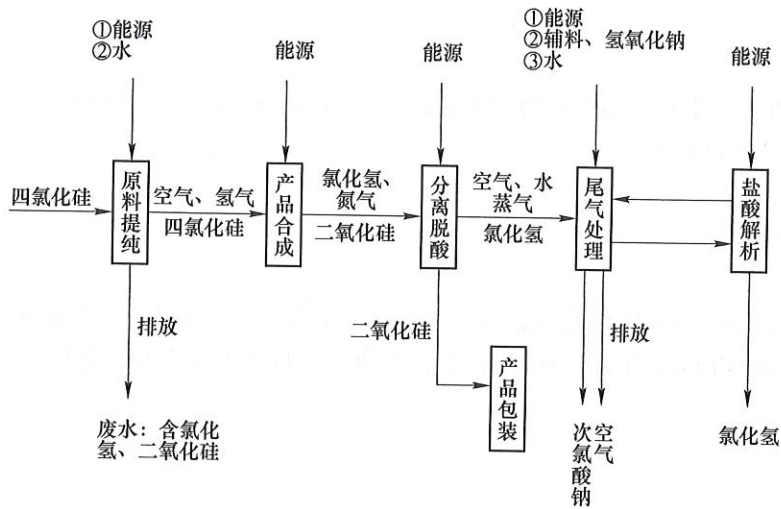 ①能源
②水
能源
能源
①能源
②辅料、氢氧化钠
③水
能源
四氯化硅
原料提纯
空气、氢气
四氯化硅
产品合成
氯化氢、
氮气
二氧化硅
分离脱酸
空气、水
蒸气
氯化氢
尾气处理
盐酸解析
排放
二氧化硅
产品包装
排放
废水：含氯化
氢、二氧化硅
次氯酸钠
空气
氯化氢